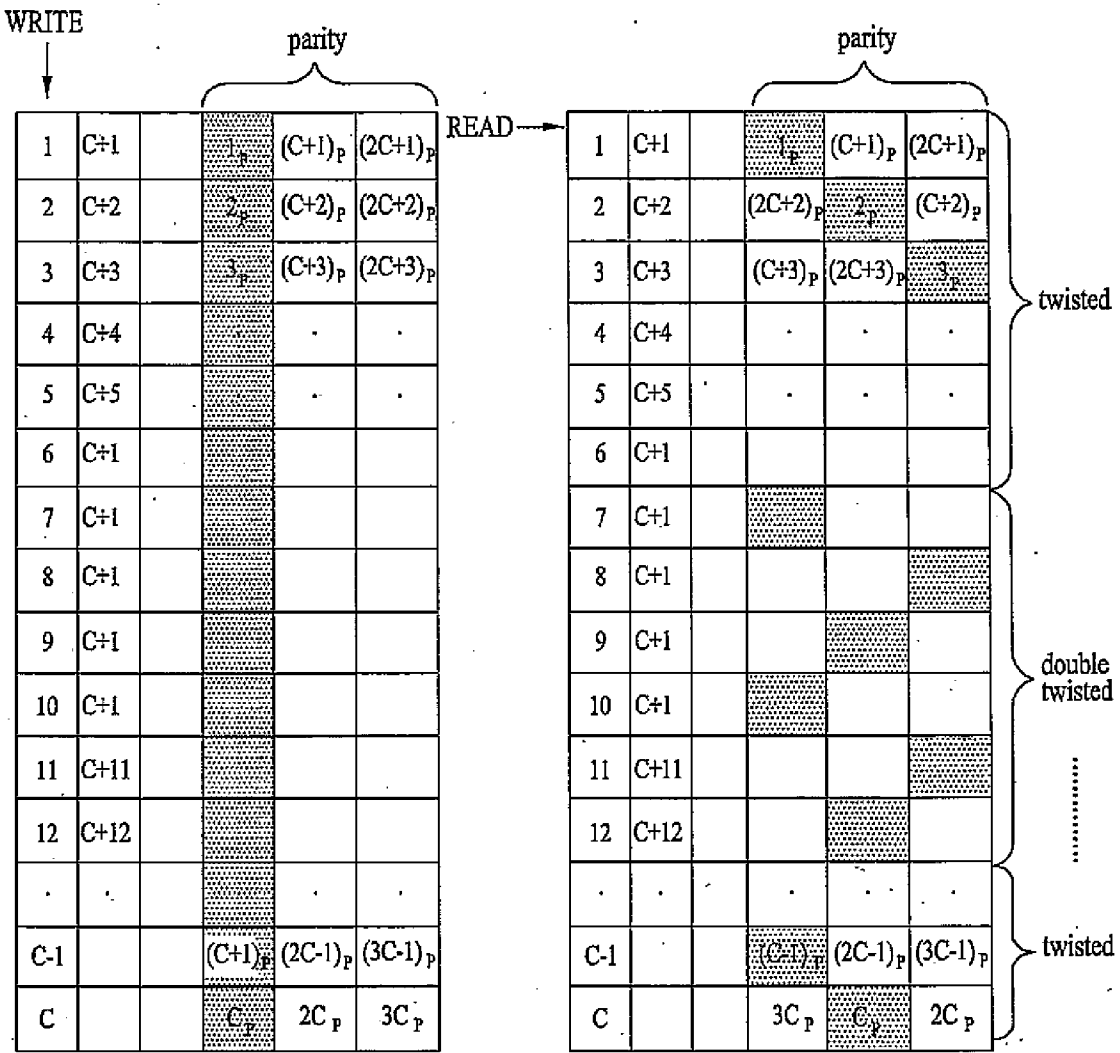 WRITE
parity
parity
READ
1 C+1 1P (C+1)P (2C+1)P
2 C+2 2P (C+2)P (2C+2)P
3 C+3 3P (C+3)P (2C+3)P
4 C+4 . . .
5 C+5 . . .
6 C+1
7 C+1
8 C+1
9 C+1
10 C+1
11 C+11
12 C+12
. . . . .
C-1 (C+1)P (2C-1)P (3C-1)P
C CP 2CP 3CP
1 C+1 1P (C+1)P (2C+1)P
2 C+2 (2C+2)P 2P (C+2)P
3 C+3 (C+3)P (2C+3)P 3P
4 C+4 . . .
5 C+5 . . .
6 C+1
7 C+1
8 C+1
9 C+1
10 C+1
11 C+11
12 C+12
. . . . . .
C-1 (C-1)P (2C-1)P (3C-1)P
C 3CP CP 2CP
twisted
double
twisted
twisted